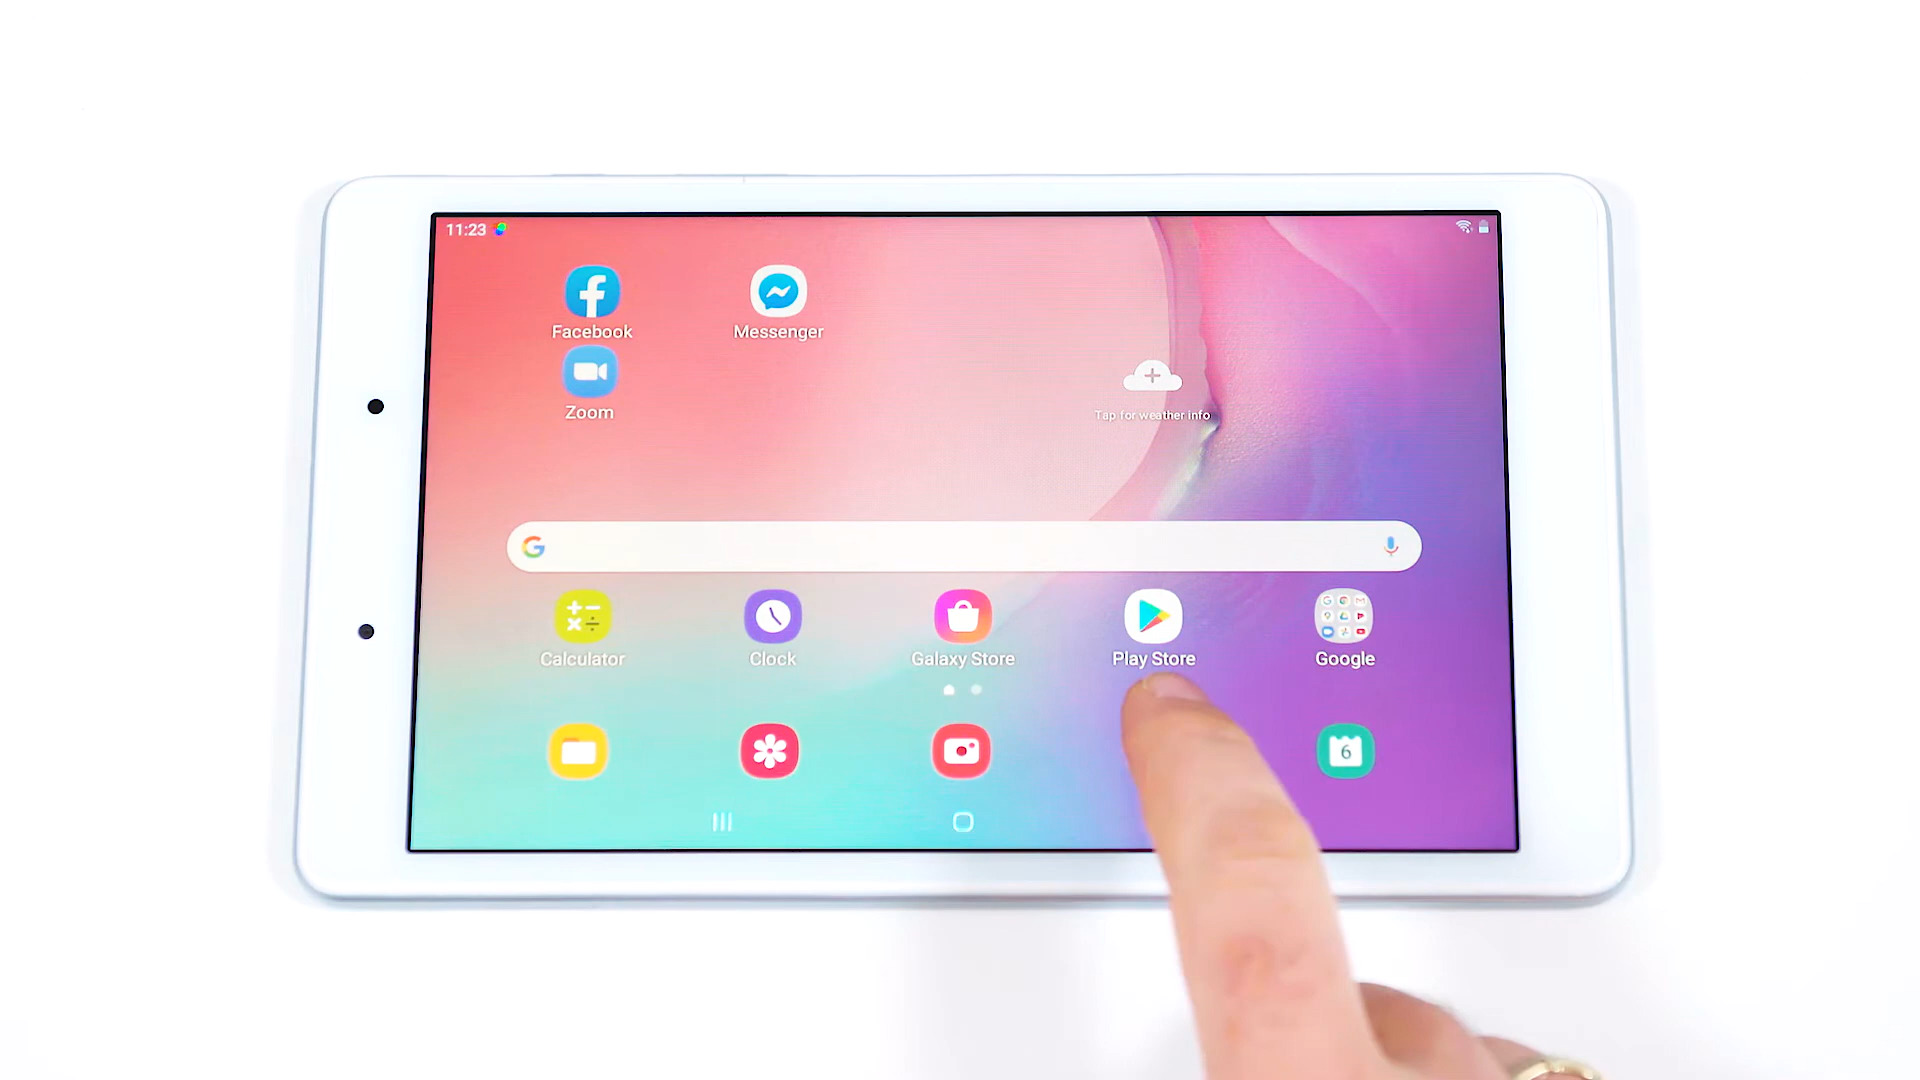 11:23
Facebook
Messenger
Zoom
Tap for weather info
Calculator
Clock
Galaxy Store
Play Store
Google
6